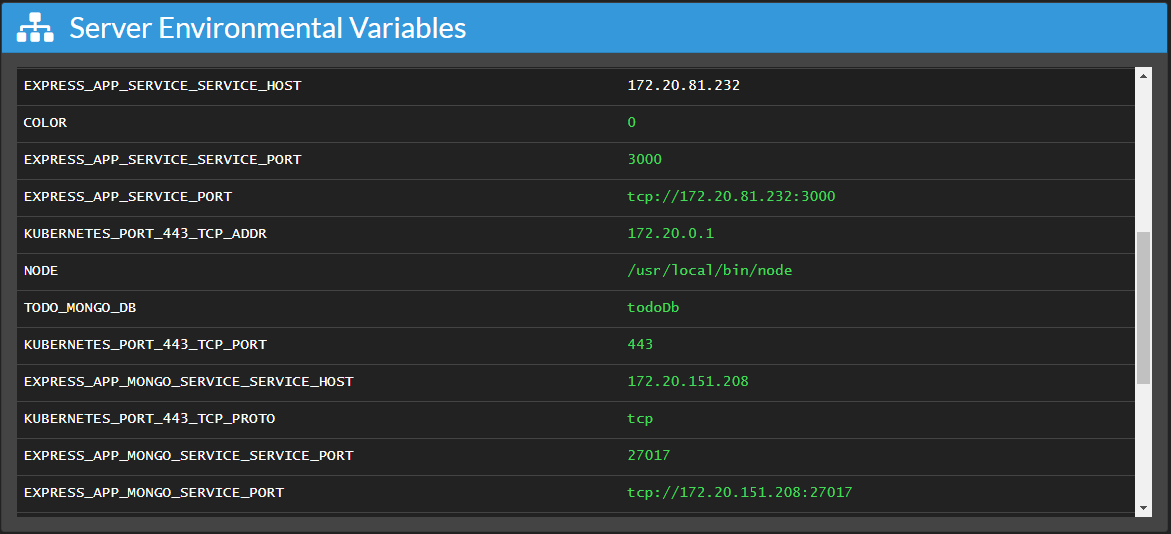 Server Environmental Variables
EXPRESS_APP_SERVICE_SERVICE_HOST 172.20.81.232
COLOR 0
EXPRESS_APP_SERVICE_SERVICE_PORT 3000
EXPRESS_APP_SERVICE_PORT tcp://172.20.81.232:3000
KUBERNETES_PORT_443_TCP_ADDR 172.20.0.1
NODE /usr/local/bin/node
TODO_MONGO_DB todoDb
KUBERNETES_PORT_443_TCP_PORT 443
EXPRESS_APP_MONGO_SERVICE_SERVICE_HOST 172.20.151.208
KUBERNETES_PORT_443_TCP_PROTO tcp
EXPRESS_APP_MONGO_SERVICE_SERVICE_PORT 27017
EXPRESS_APP_MONGO_SERVICE_PORT tcp://172.20.151.208:27017